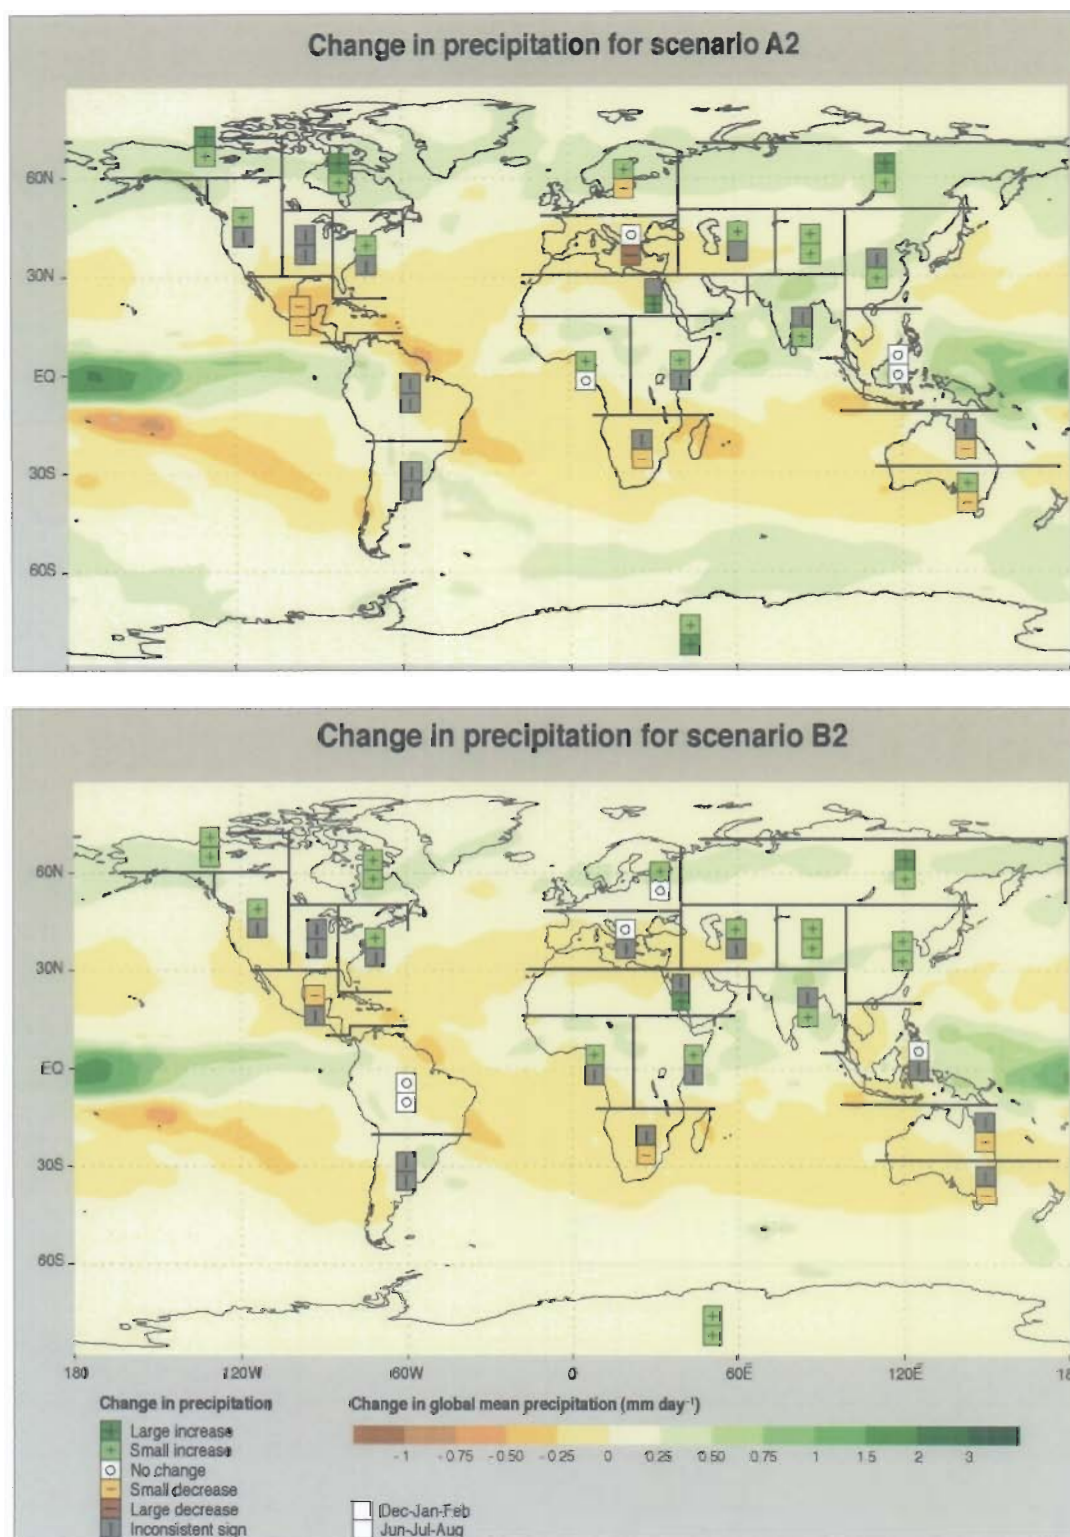 Change in precipitation for scenario A2
60N
30N
EQ
30S
60S
Change in precipitation for scenario B2
60N
30N
EQ
30S
60S
180 120W 60W 0 60E 120E 18
Change in precipitation Change in global mean precipitation (mm day⁻¹)
Large increase
Small increase
No change -1 -0.75 -0.50 -0.25 0 0.25 0.50 0.75 1 1.5 2 3
Small decrease
Large decrease Dec-Jan-Feb
Inconsistent sign Jun-Jul-Aug